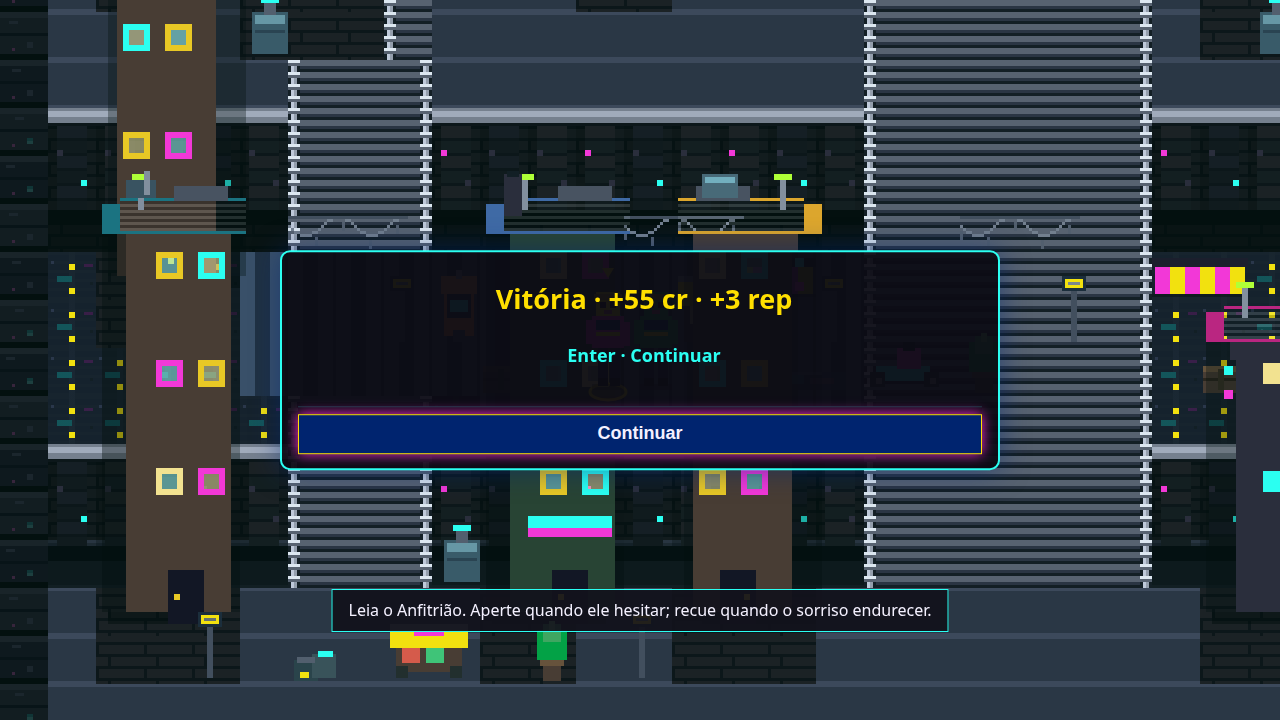 Vitória · +55 cr · +3 rep
Enter · Continuar
Continuar
Leia o Anfitrião. Aperte quando ele hesitar; recue quando o sorriso endurecer.